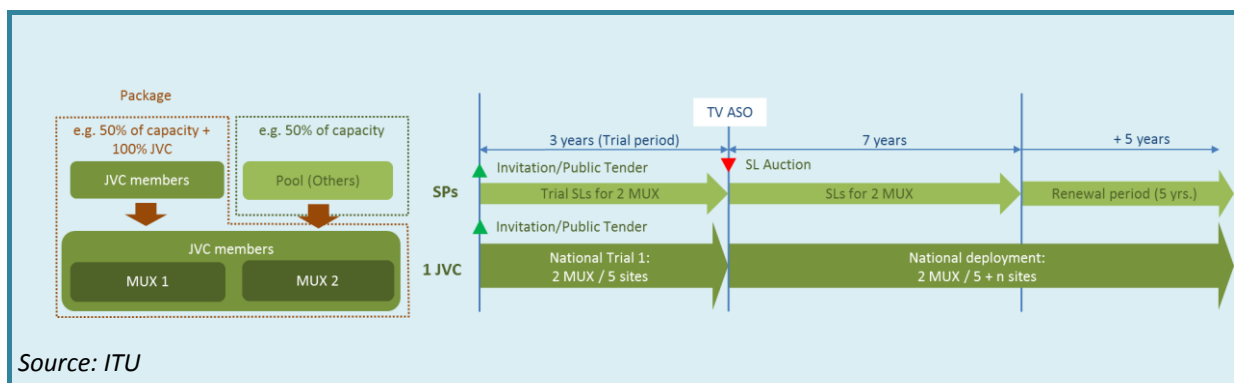 Package
e.g. 50% of capacity +
100% JVC
e.g. 50% of capacity
JVC members
Pool (Others)
JVC members
MUX 1
MUX 2
TV ASO
3 years (Trial period)
7 years
+ 5 years
Invitation/Public Tender
SL Auction
SPs
Trial SLs for 2 MUX
SLs for 2 MUX
Renewal period (5 yrs.)
Invitation/Public Tender
1 JVC
National Trial 1:
2 MUX / 5 sites
National deployment:
2 MUX / 5 + n sites
Source: ITU